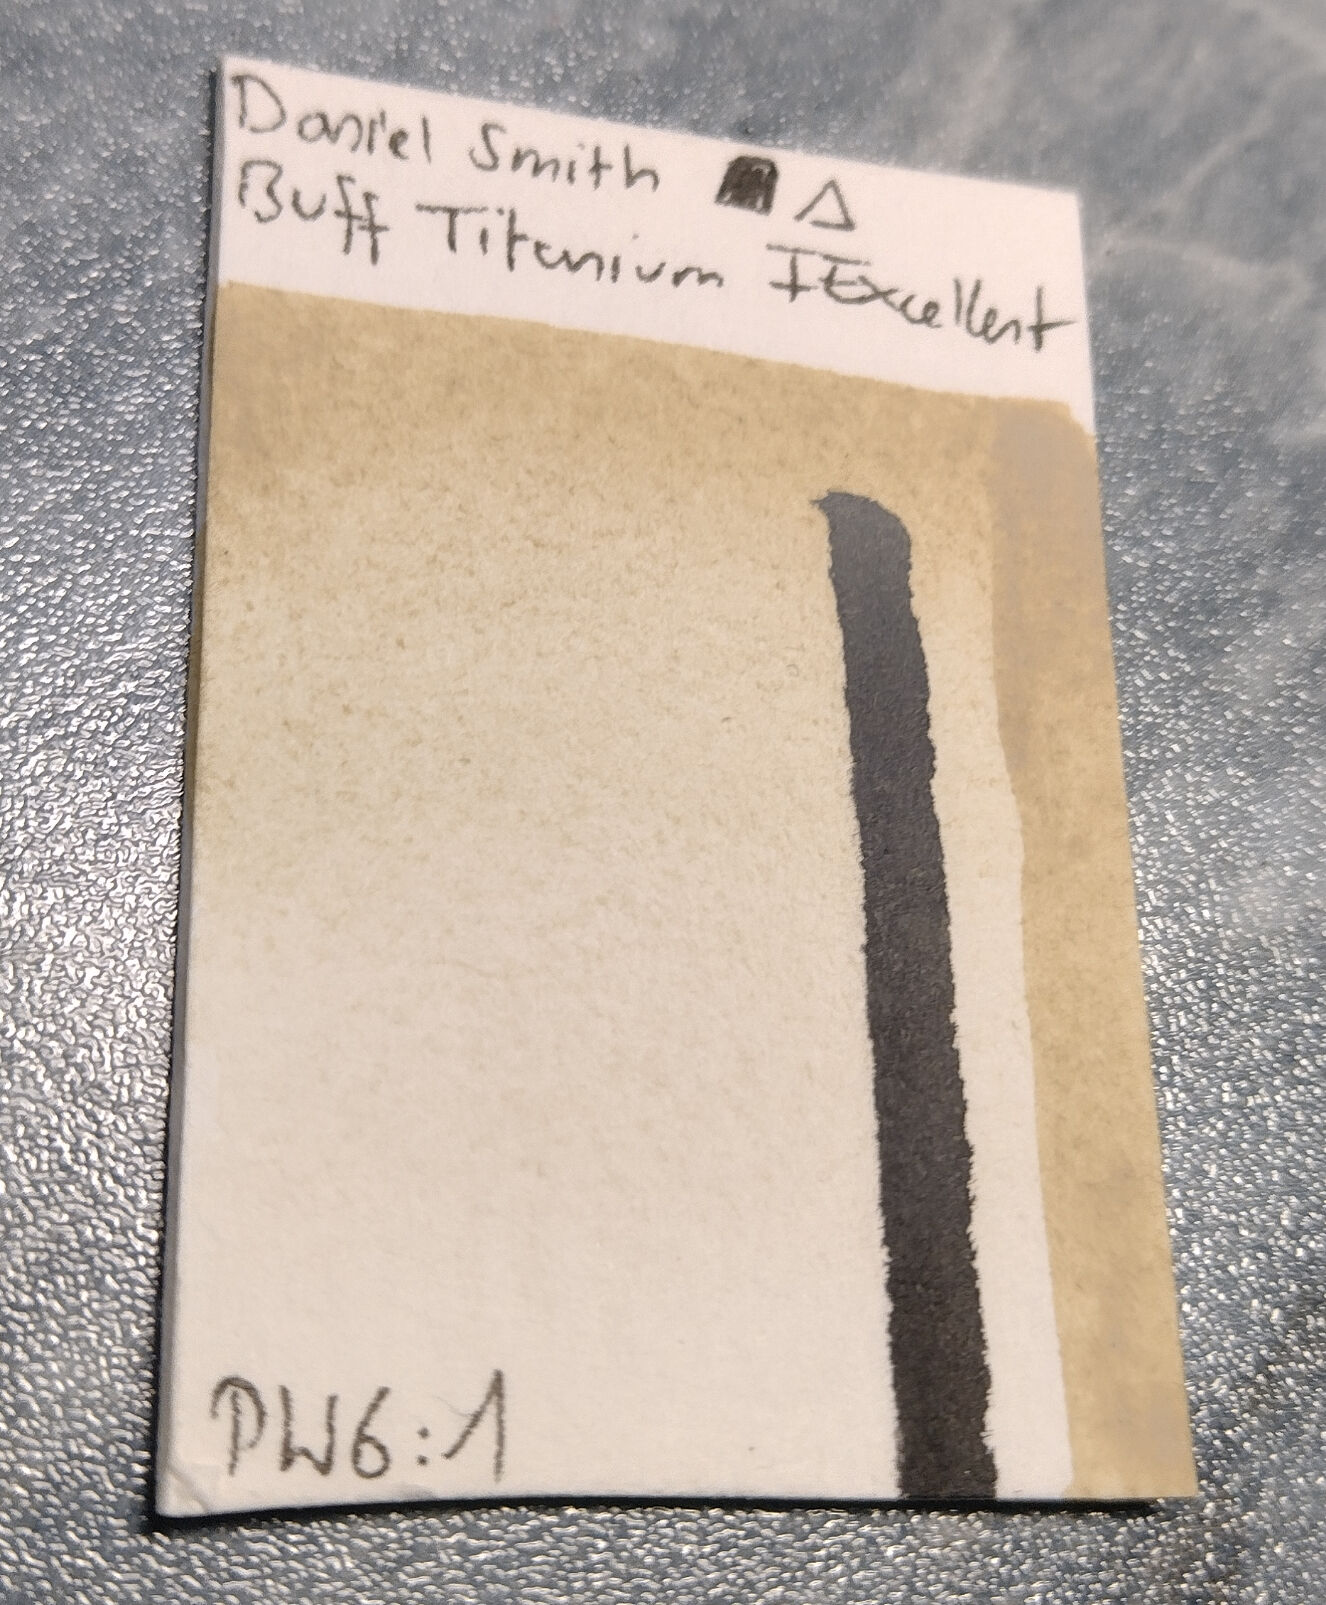 Daniel Smith ■ △
Buff Titanium I Excellent
PW6:1